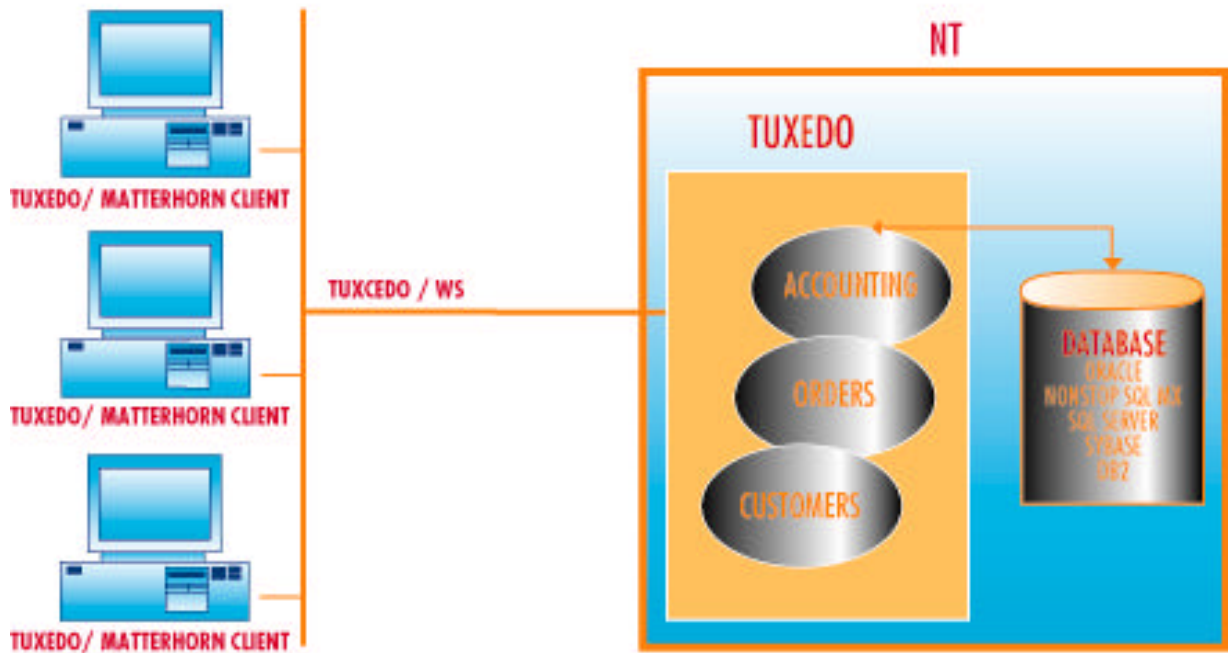 TUXEDO/ MATTERHORN CLIENT
TUXEDO/ MATTERHORN CLIENT
TUXEDO/ MATTERHORN CLIENT
TUXCEDO / WS
NT
TUXEDO
ACCOUNTING
ORDERS
CUSTOMERS
DATABASE
ORACLE
NONSTOP SQL MX
SQL SERVER
SYBASE
DB2